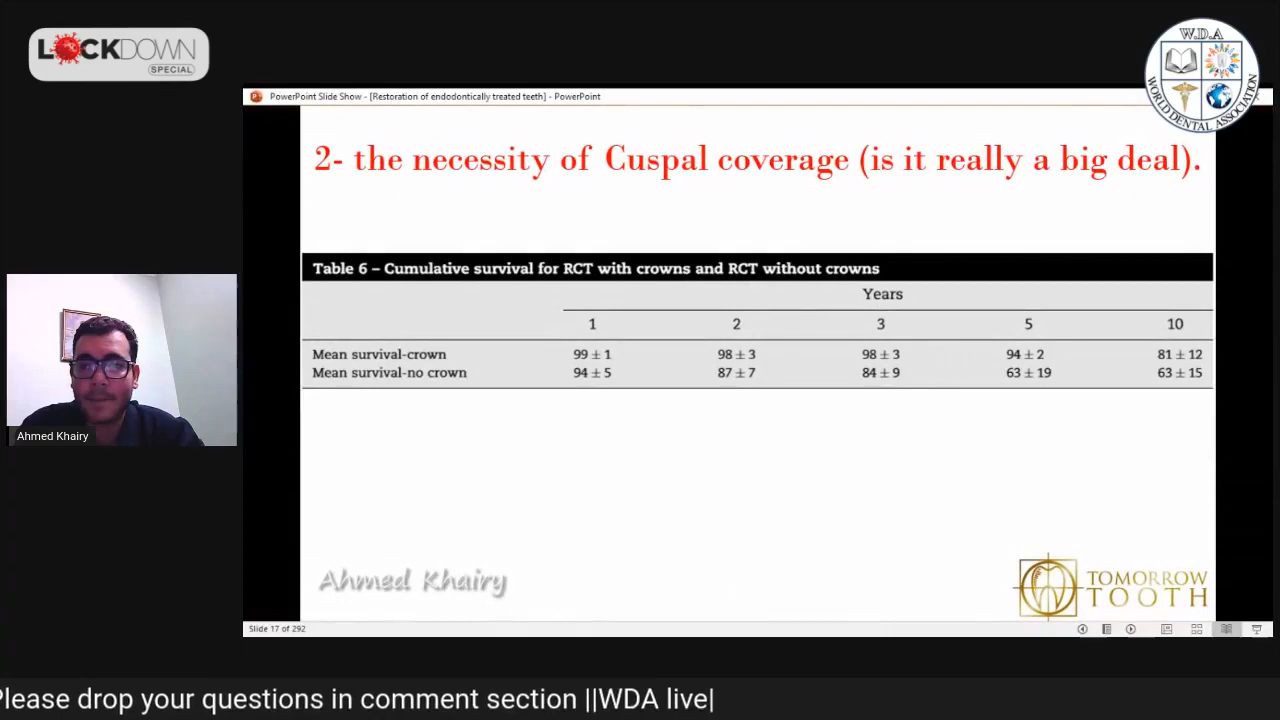 LOCKDOWN
SPECIAL
W.D.A
WORLD DENTAL ASSOCIATION
PowerPoint Slide Show - [Restoration of endodontically treated teeth] - PowerPoint
2- the necessity of Cuspal coverage (is it really a big deal).
Table 6 – Cumulative survival for RCT with crowns and RCT without crowns
Years
1 2 3 5 10
Mean survival-crown 99 ± 1 98 ± 3 98 ± 3 94 ± 2 81 ± 12
Mean survival-no crown 94 ± 5 87 ± 7 84 ± 9 63 ± 19 63 ± 15
Ahmed Khairy
Ahmed Khairy
TOMORROW
TOOTH
Slide 17 of 292
Please drop your questions in comment section ||WDA live|